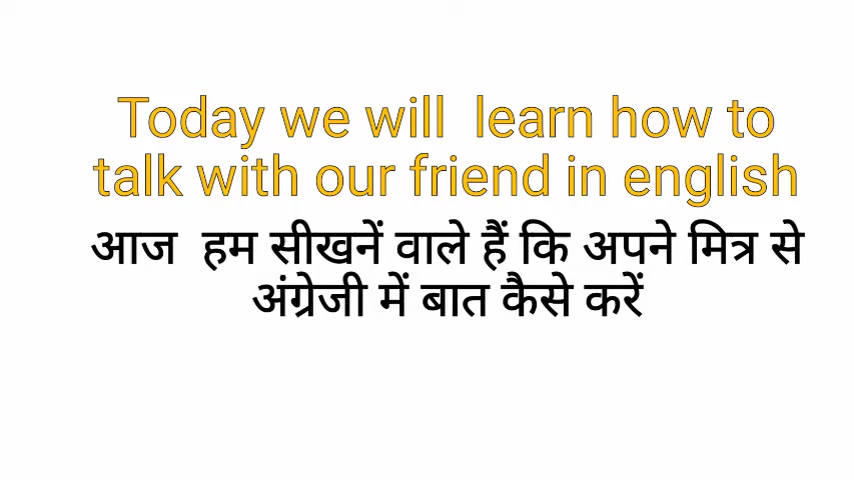 Today we will  learn how to
talk with our friend in english
आज  हम सीखनें वाले हैं कि अपने मित्र से
अंग्रेजी में बात कैसे करें